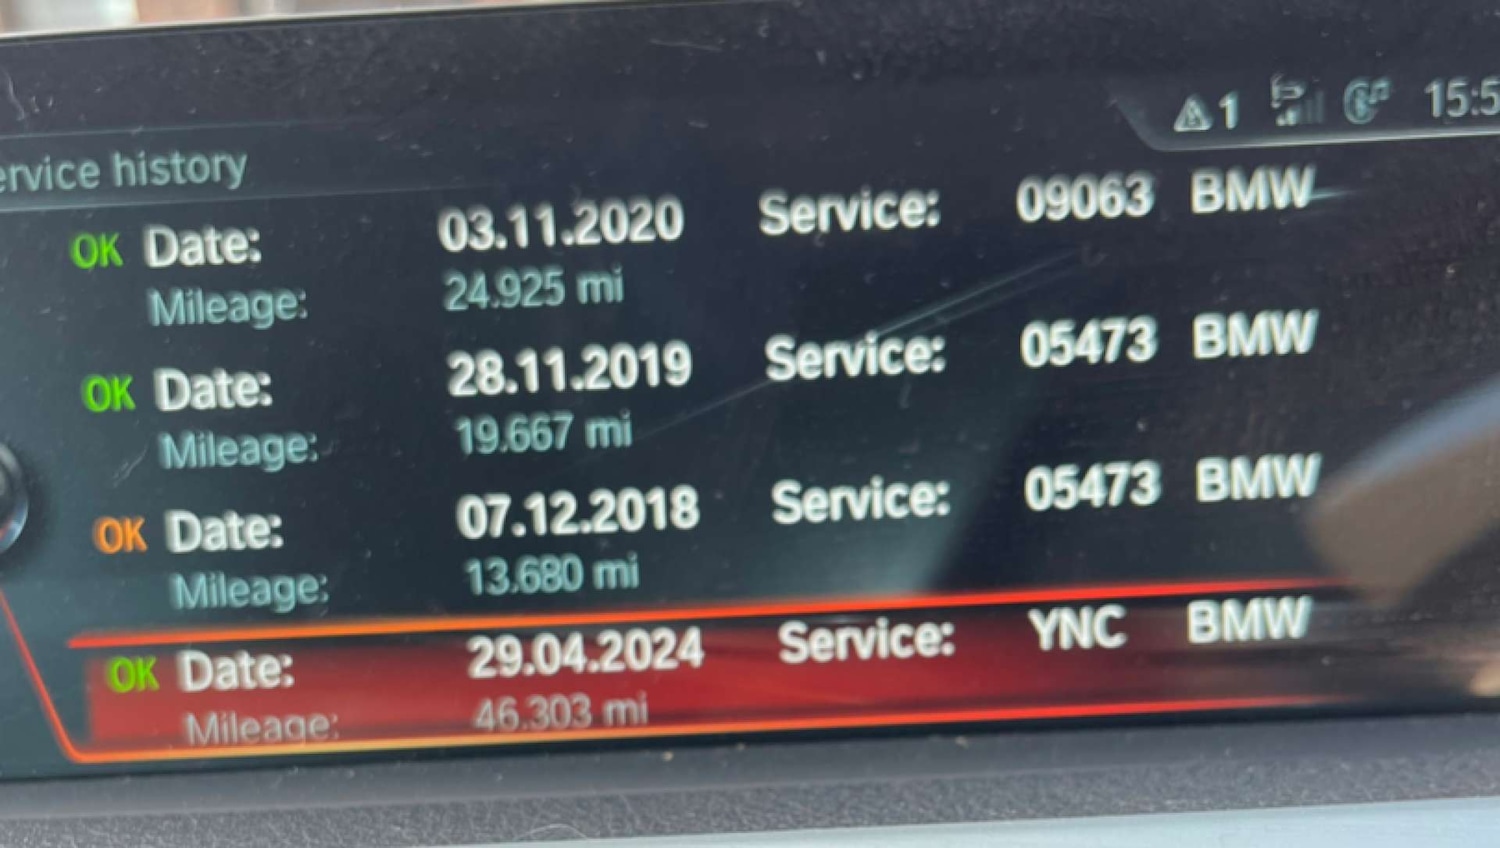 1 15:5
ervice history
OK Date: 03.11.2020 Service: 09063 BMW
Mileage: 24.925 mi
OK Date: 28.11.2019 Service: 05473 BMW
Mileage: 19.667 mi
OK Date: 07.12.2018 Service: 05473 BMW
Mileage: 13.680 mi
OK Date: 29.04.2024 Service: YNC BMW
Mileage: 46.303 mi